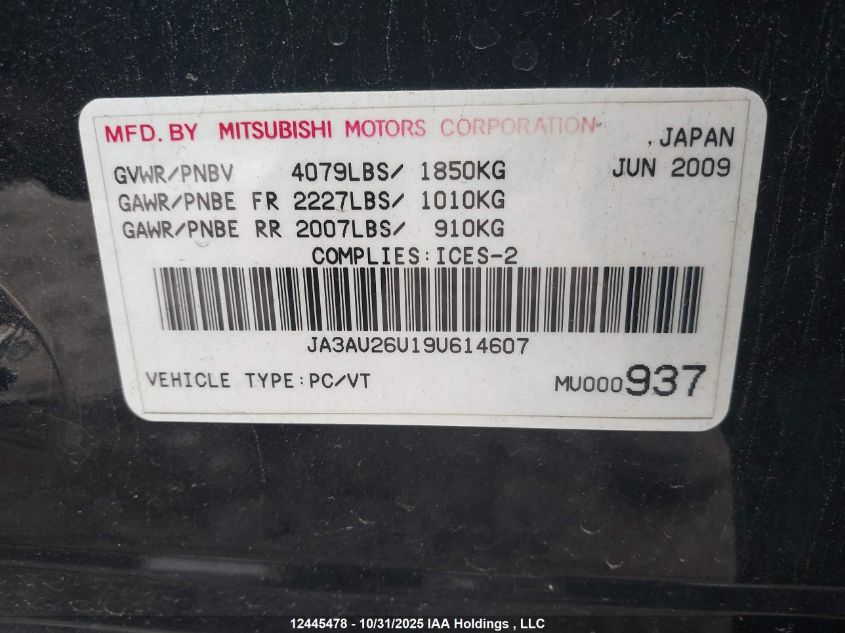 MFD. BY MITSUBISHI MOTORS CORPORATION , JAPAN
GVWR/PNBV 4079LBS/ 1850KG JUN 2009
GAWR/PNBE FR 2227LBS/ 1010KG
GAWR/PNBE RR 2007LBS/ 910KG
COMPLIES:ICES-2
JA3AU26U19U614607
VEHICLE TYPE:PC/VT MU000937
12445478 - 10/31/2025 IAA Holdings , LLC